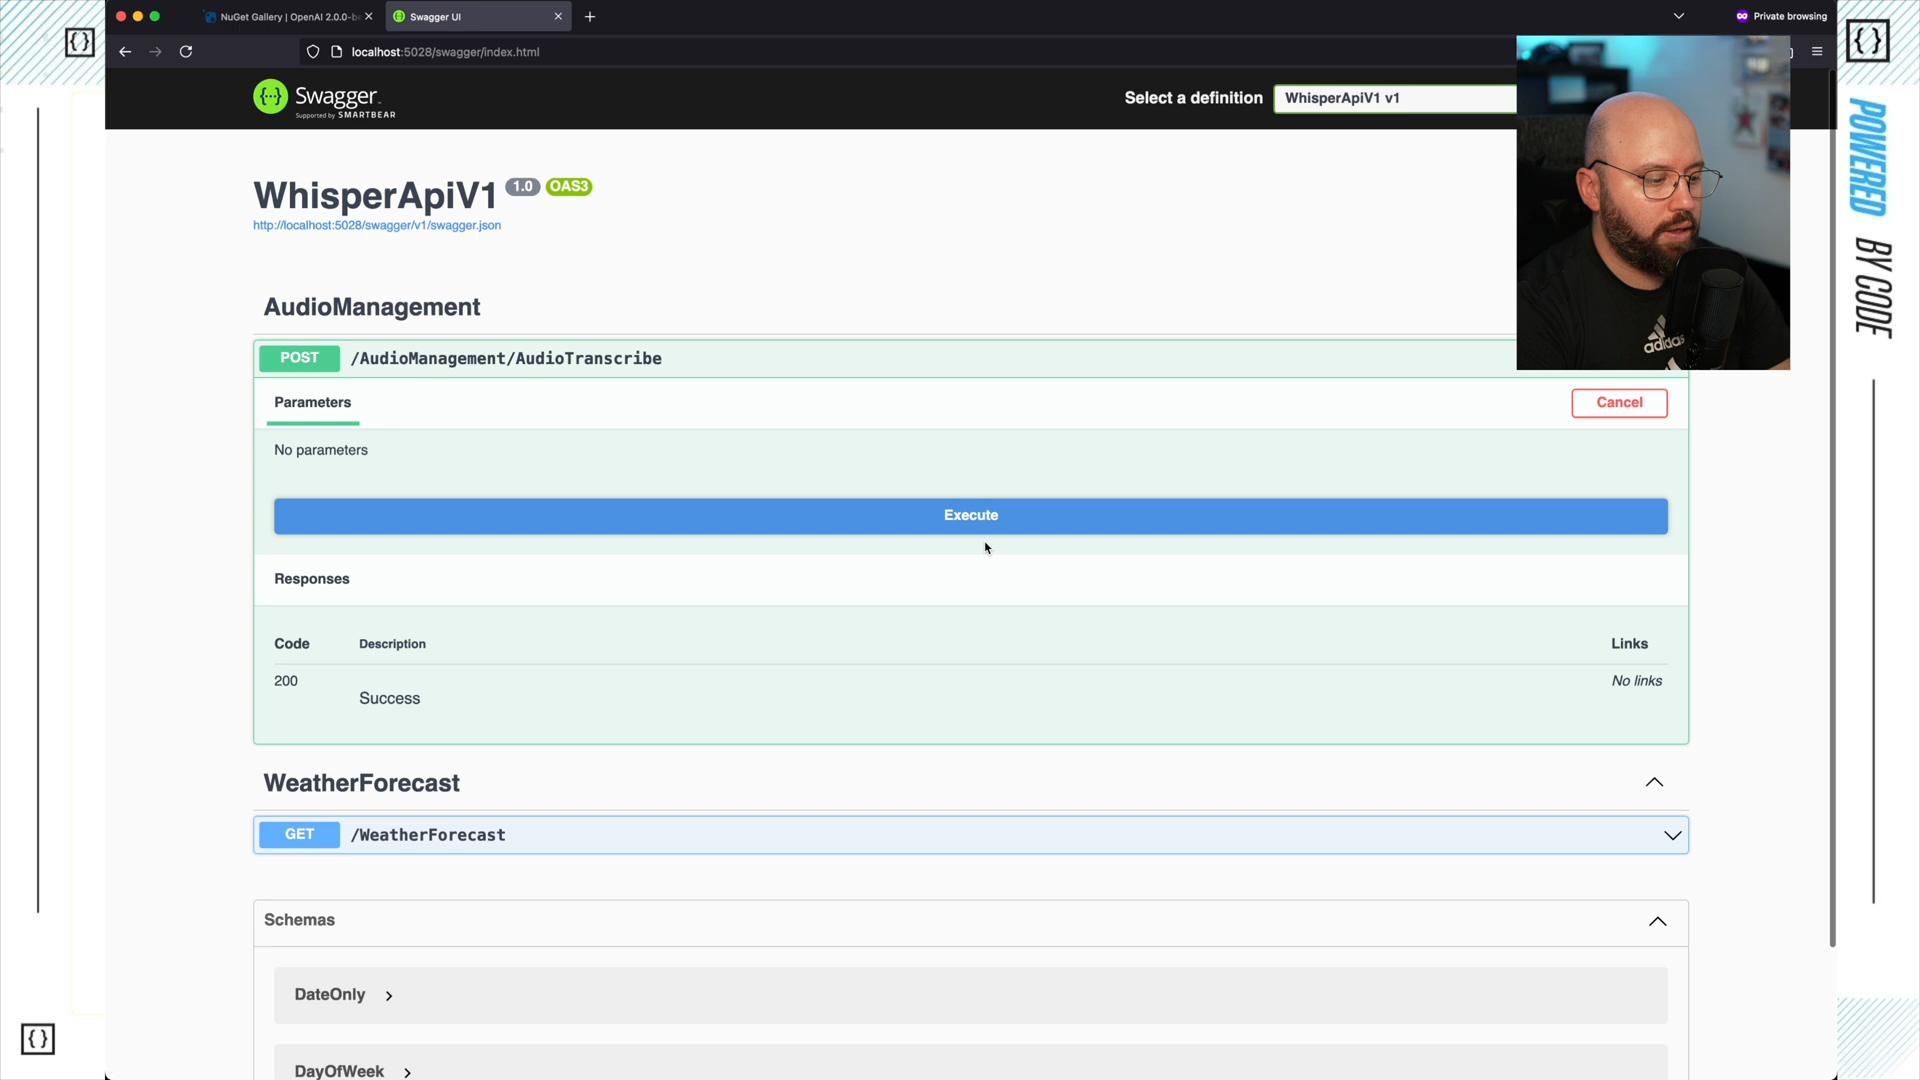 NuGet Gallery | OpenAI 2.0.0-be
Swagger UI
Private browsing
localhost:5028/swagger/index.html
{}
{}
Swagger
Supported by SMARTBEAR
Select a definition
WhisperApiV1 v1
POWERED BY CODE
WhisperApiV1 1.0 OAS3
http://localhost:5028/swagger/v1/swagger.json
AudioManagement
adidas
POST /AudioManagement/AudioTranscribe
Parameters
Cancel
No parameters
Execute
Responses
Code Description Links
200 No links
Success
WeatherForecast
GET /WeatherForecast
Schemas
DateOnly
{}
DayOfWeek